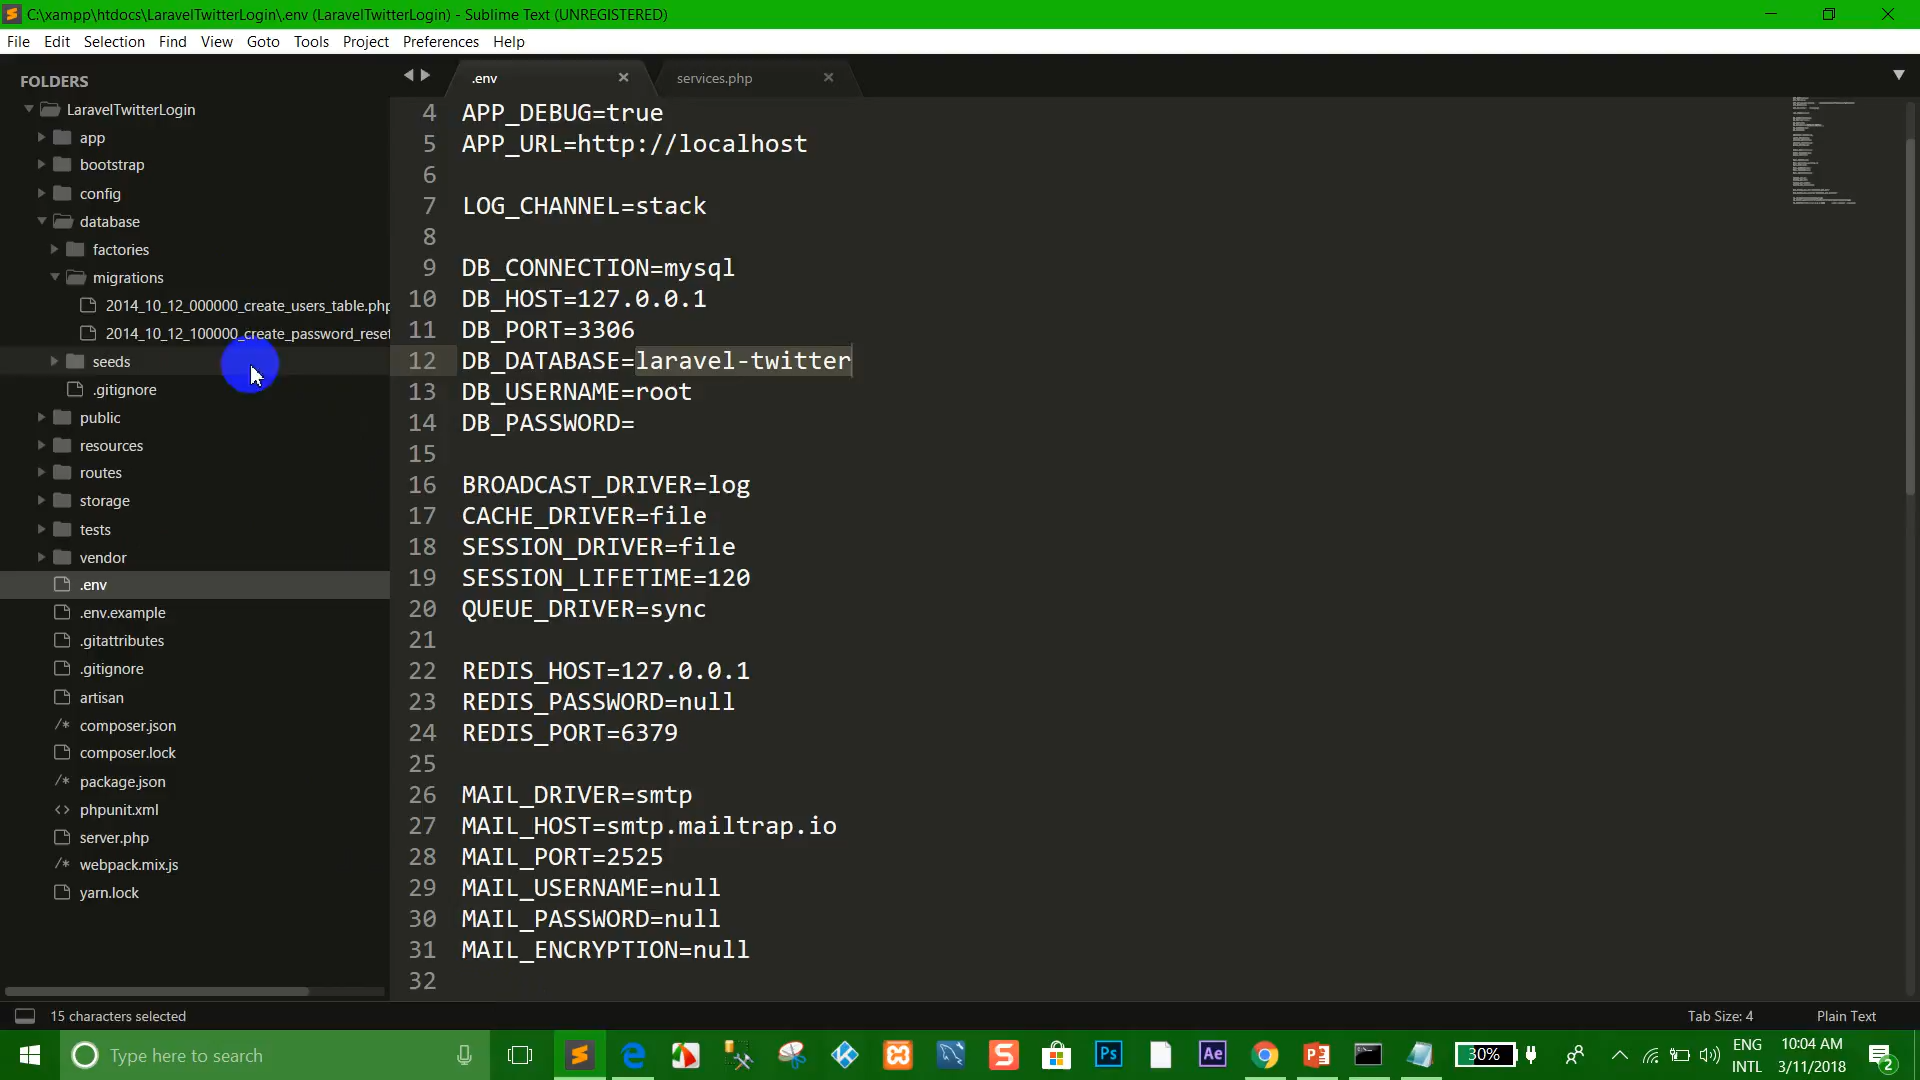 C:\xampp\htdocs\LaravelTwitterLogin\.env (LaravelTwitterLogin) - Sublime Text (UNREGISTERED)
File Edit Selection Find View Goto Tools Project Preferences Help
FOLDERS
LaravelTwitterLogin
app
bootstrap
config
database
factories
migrations
2014_10_12_000000_create_users_table.php
2014_10_12_100000_create_password_reset
seeds
.gitignore
public
resources
routes
storage
tests
vendor
.env
.env.example
.gitattributes
.gitignore
artisan
/* composer.json
composer.lock
/* package.json
<> phpunit.xml
server.php
/* webpack.mix.js
yarn.lock
.env services.php
4 APP_DEBUG=true
5 APP_URL=http://localhost
6
7 LOG_CHANNEL=stack
8
9 DB_CONNECTION=mysql
10 DB_HOST=127.0.0.1
11 DB_PORT=3306
12 DB_DATABASE=laravel-twitter
13 DB_USERNAME=root
14 DB_PASSWORD=
15
16 BROADCAST_DRIVER=log
17 CACHE_DRIVER=file
18 SESSION_DRIVER=file
19 SESSION_LIFETIME=120
20 QUEUE_DRIVER=sync
21
22 REDIS_HOST=127.0.0.1
23 REDIS_PASSWORD=null
24 REDIS_PORT=6379
25
26 MAIL_DRIVER=smtp
27 MAIL_HOST=smtp.mailtrap.io
28 MAIL_PORT=2525
29 MAIL_USERNAME=null
30 MAIL_PASSWORD=null
31 MAIL_ENCRYPTION=null
32
15 characters selected Tab Size: 4 Plain Text
Type here to search
Ps
Ae
30%
ENG
INTL
10:04 AM
3/11/2018
2